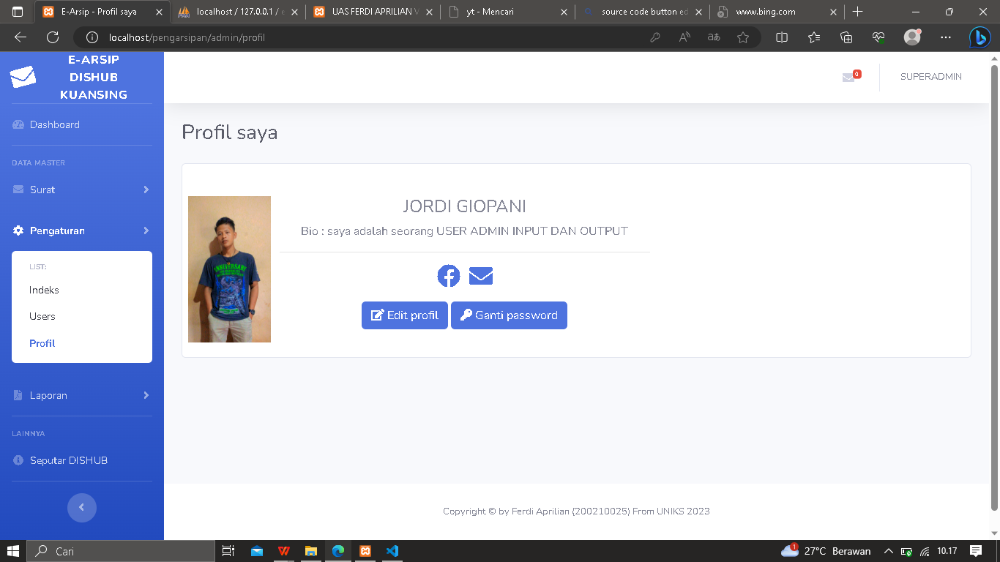 E-Arsip - Profil saya
localhost / 127.0.0.1 / e
UAS FERDI APRILIAN V
yt - Mencari
source code button ed
www.bing.com
localhost/pengarsipan/admin/profil
E-ARSIP
DISHUB
KUANSING
0
SUPERADMIN
Dashboard
DATA MASTER
Surat
Pengaturan
LIST:
Indeks
Users
Profil
Laporan
LAINNYA
Seputar DISHUB
Profil saya
JORDI GIOPANI
Bio : saya adalah seorang USER ADMIN INPUT DAN OUTPUT
Edit profil
Ganti password
ANNIVERSARY
Copyright © by Ferdi Aprilian (200210025) From UNIKS 2023
Cari
1
27°C Berawan
10.17